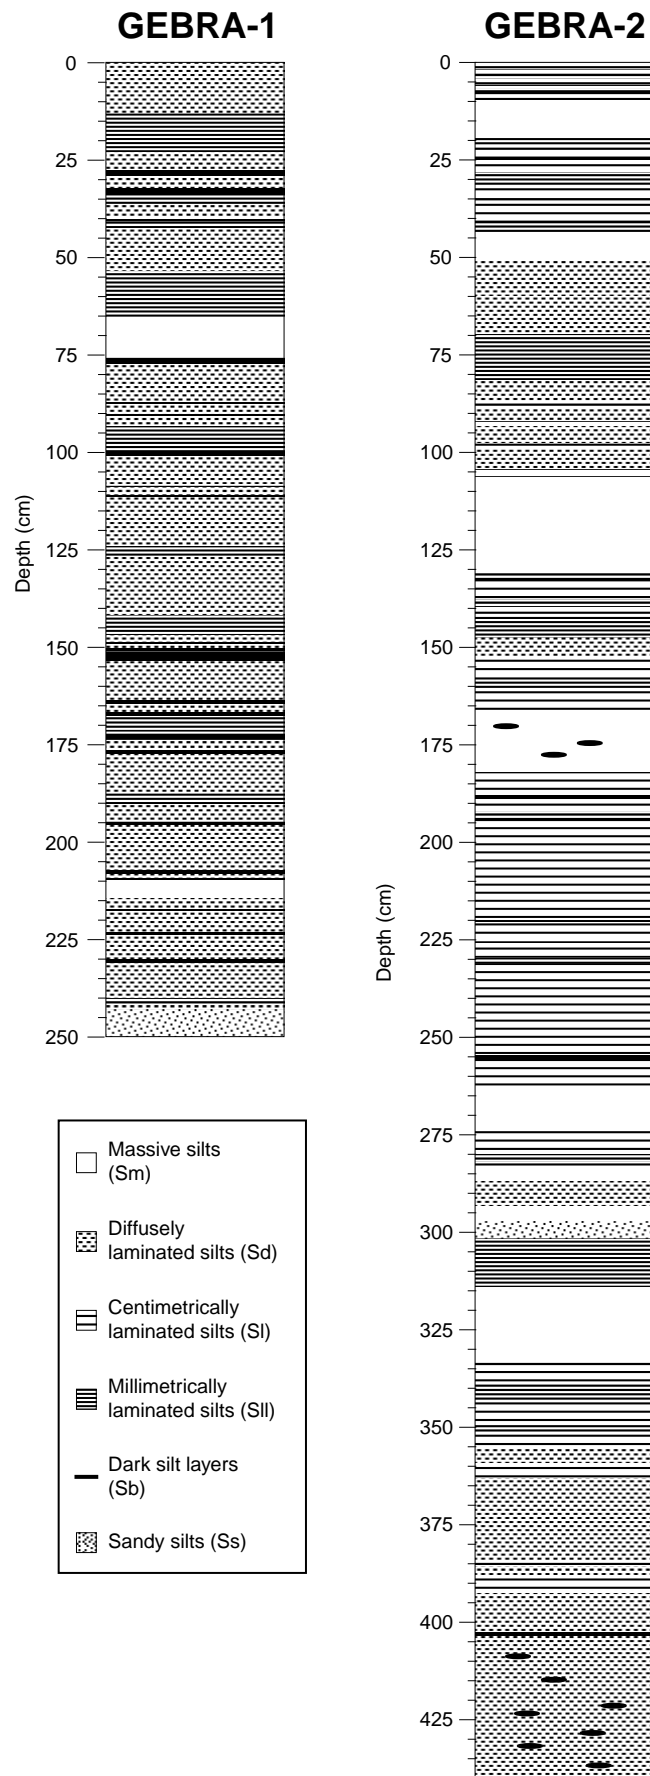 GEBRA-1
GEBRA-2
0
25
50
75
100
125
150
175
200
225
250
Depth (cm)
Massive silts
(Sm)
Diffusely
laminated silts (Sd)
Centimetrically
laminated silts (Sl)
Millimetrically
laminated silts (Sll)
Dark silt layers
(Sb)
Sandy silts (Ss)
0
25
50
75
100
125
150
175
200
225
250
275
300
325
350
375
400
425
Depth (cm)